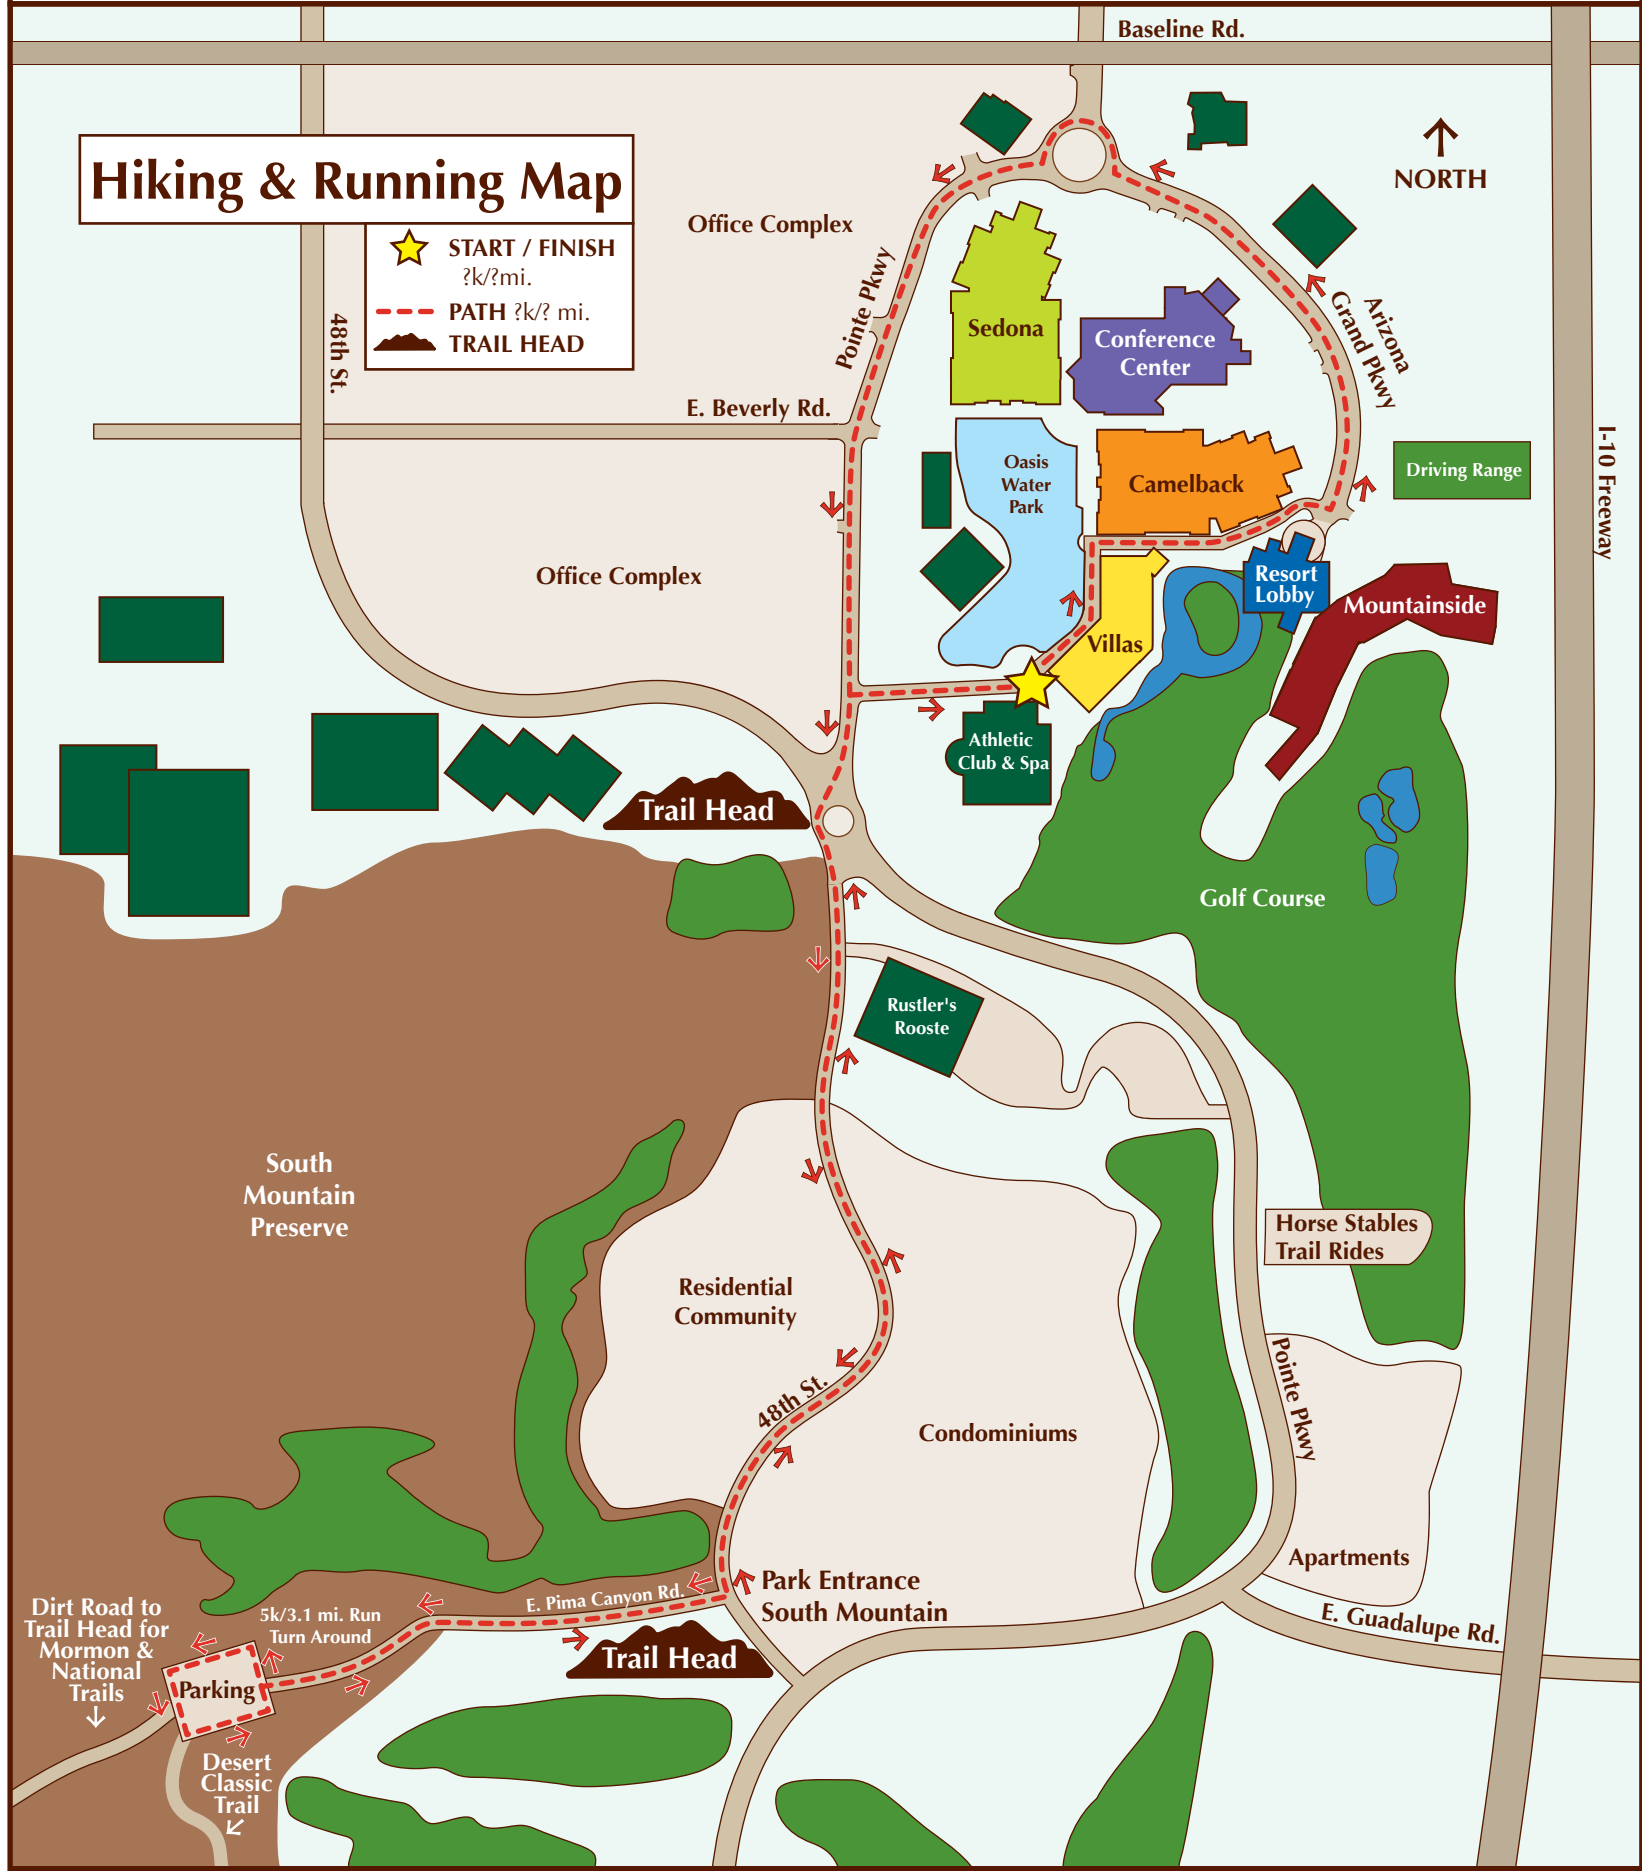 Baseline Rd.
NORTH
Hiking & Running Map
START / FINISH
?k/?mi.
PATH ?k/? mi.
TRAIL HEAD
48th St.
Office Complex
Pointe Pkwy
E. Beverly Rd.
Sedona
Conference
Center
Arizona
Grand Pkwy
I-10 Freeway
Oasis
Water
Park
Camelback
Driving Range
Office Complex
Resort
Lobby
Mountainside
Villas
Athletic
Club & Spa
Trail Head
Golf Course
Rustler's
Rooste
South
Mountain
Preserve
Horse Stables
Trail Rides
Residential
Community
48th St.
Condominiums
Pointe Pkwy
Apartments
Park Entrance
South Mountain
E. Pima Canyon Rd.
E. Guadalupe Rd.
Dirt Road to
Trail Head for
Mormon &
National
Trails
5k/3.1 mi. Run
Turn Around
Trail Head
Parking
Desert
Classic
Trail